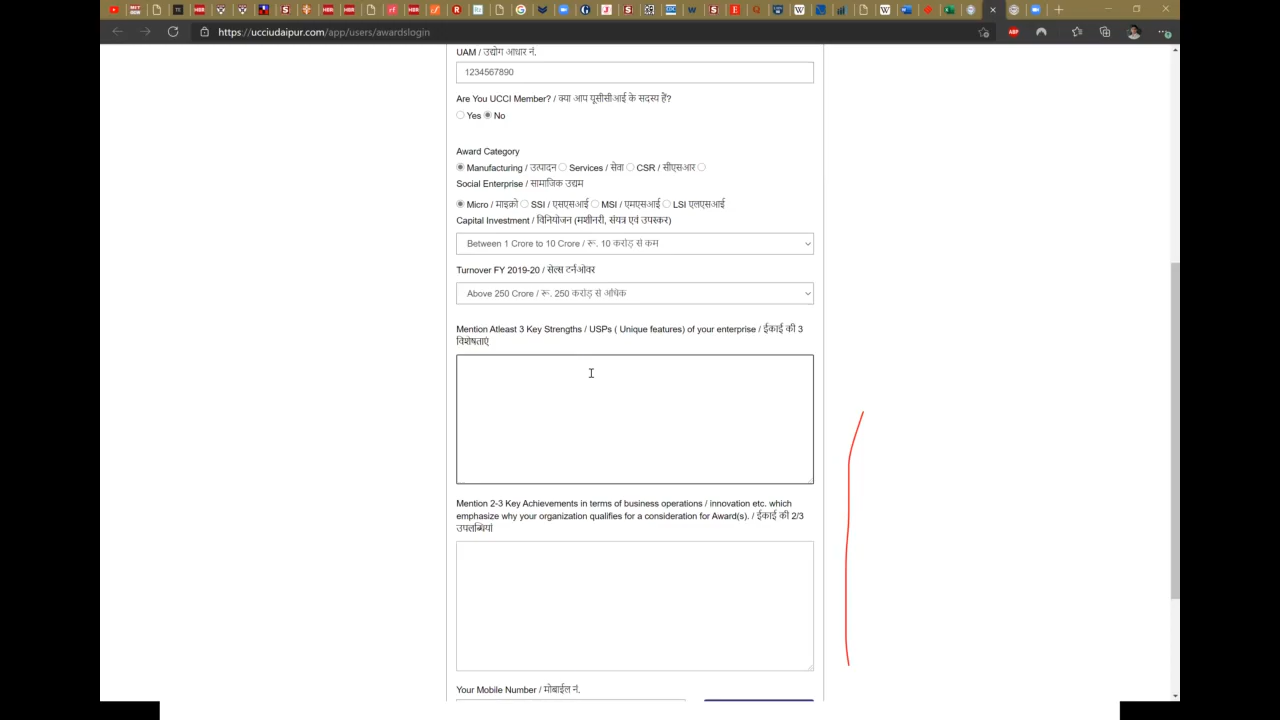 https://ucciudaipur.com/app/users/awardslogin
UAM / उद्योग आधार नं.
1234567890
Are You UCCI Member? / क्या आप यूसीसीआई के सदस्य हैं?
Yes No
Award Category
Manufacturing / उत्पादन Services / सेवा CSR / सीएसआर
Social Enterprise / सामाजिक उद्यम
Micro / माइक्रो SSI / एसएसआई MSI / एमएसआई LSI एलएसआई
Capital Investment / विनियोजन (मशीनरी, संयत्र एवं उपस्कर)
Between 1 Crore to 10 Crore / रू. 10 करोड़ से कम
Turnover FY 2019-20 / सेल्स टर्नओवर
Above 250 Crore / रू. 250 करोड़ से अधिक
Mention Atleast 3 Key Strengths / USPs ( Unique features) of your enterprise / ईकाई की 3
विशेषताएं
Mention 2-3 Key Achievements in terms of business operations / innovation etc. which
emphasize why your organization qualifies for a consideration for Award(s). / ईकाई की 2/3
उपलब्धियां
Your Mobile Number / मोबाईल नं.